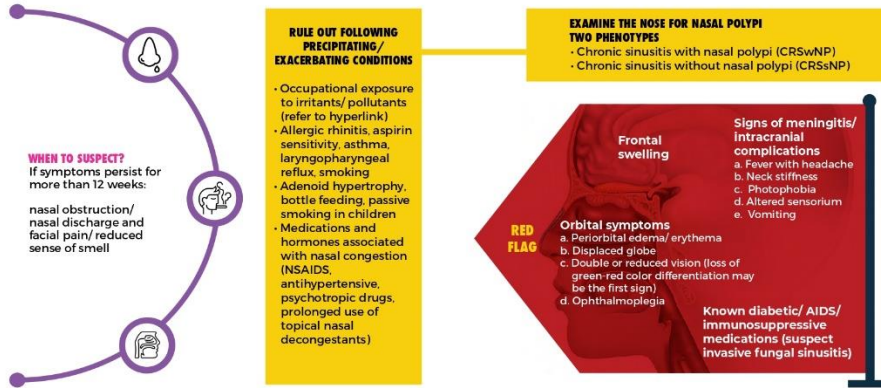 WHEN TO SUSPECT?
If symptoms persist for
more than 12 weeks:
nasal obstruction/
nasal discharge and
facial pain/ reduced
sense of smell
RULE OUT FOLLOWING
PRECIPITATING/
EXACERBATING CONDITIONS
• Occupational exposure
to irritants/ pollutants
(refer to hyperlink)
• Allergic rhinitis, aspirin
sensitivity, asthma,
laryngopharyngeal
reflux, smoking
• Adenoid hypertrophy,
bottle feeding, passive
smoking in children
• Medications and
hormones associated
with nasal congestion
(NSAIDS,
antihypertensive,
psychotropic drugs,
prolonged use of
topical nasal
decongestants)
EXAMINE THE NOSE FOR NASAL POLYPI
TWO PHENOTYPES
• Chronic sinusitis with nasal polypi (CRSwNP)
• Chronic sinusitis without nasal polypi (CRSsNP)
RED
FLAG
Frontal
swelling
Signs of meningitis/
intracranial
complications
a. Fever with headache
b. Neck stiffness
c. Photophobia
d. Altered sensorium
e. Vomiting
Orbital symptoms
a. Periorbital edema/ erythema
b. Displaced globe
c. Double or reduced vision (loss of
green-red color differentiation may
be the first sign)
d. Ophthalmoplegia
Known diabetic/ AIDS/
immunosuppressive
medications (suspect
invasive fungal sinusitis)